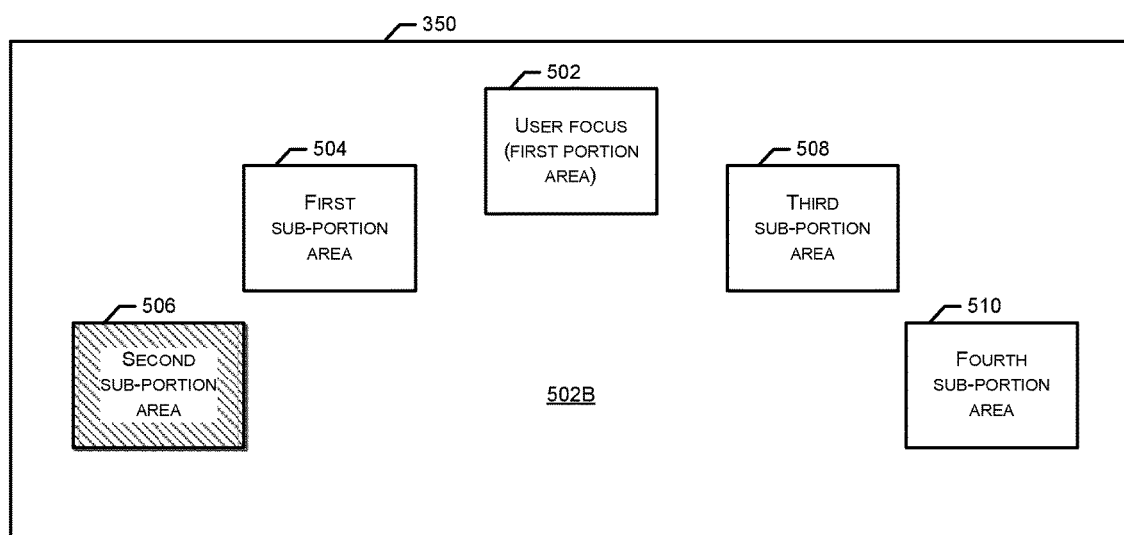 350
502
USER FOCUS
(FIRST PORTION
AREA)
504
FIRST
SUB-PORTION
AREA
508
THIRD
SUB-PORTION
AREA
506
SECOND
SUB-PORTION
AREA
510
FOURTH
SUB-PORTION
AREA
502B